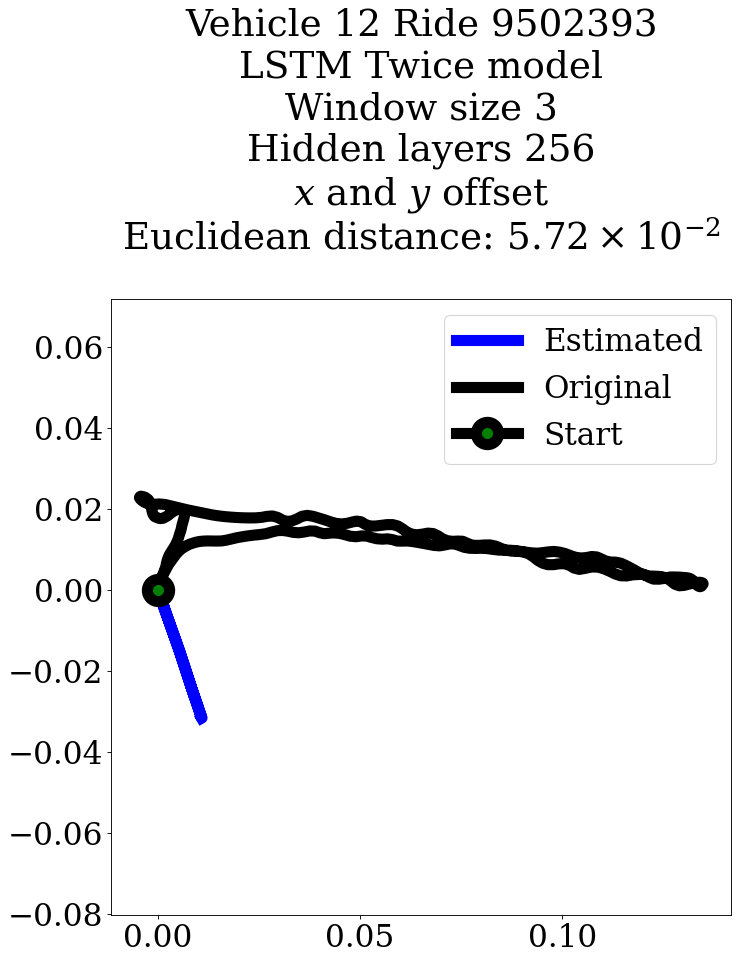 Vehicle 12 Ride 9502393
LSTM Twice model
Window size 3
Hidden layers 256
x and y offset
Euclidean distance: 5.72 × 10⁻²
Estimated
Original
Start
0.06
0.04
0.02
0.00
−0.02
−0.04
−0.06
−0.08
0.00 0.05 0.10